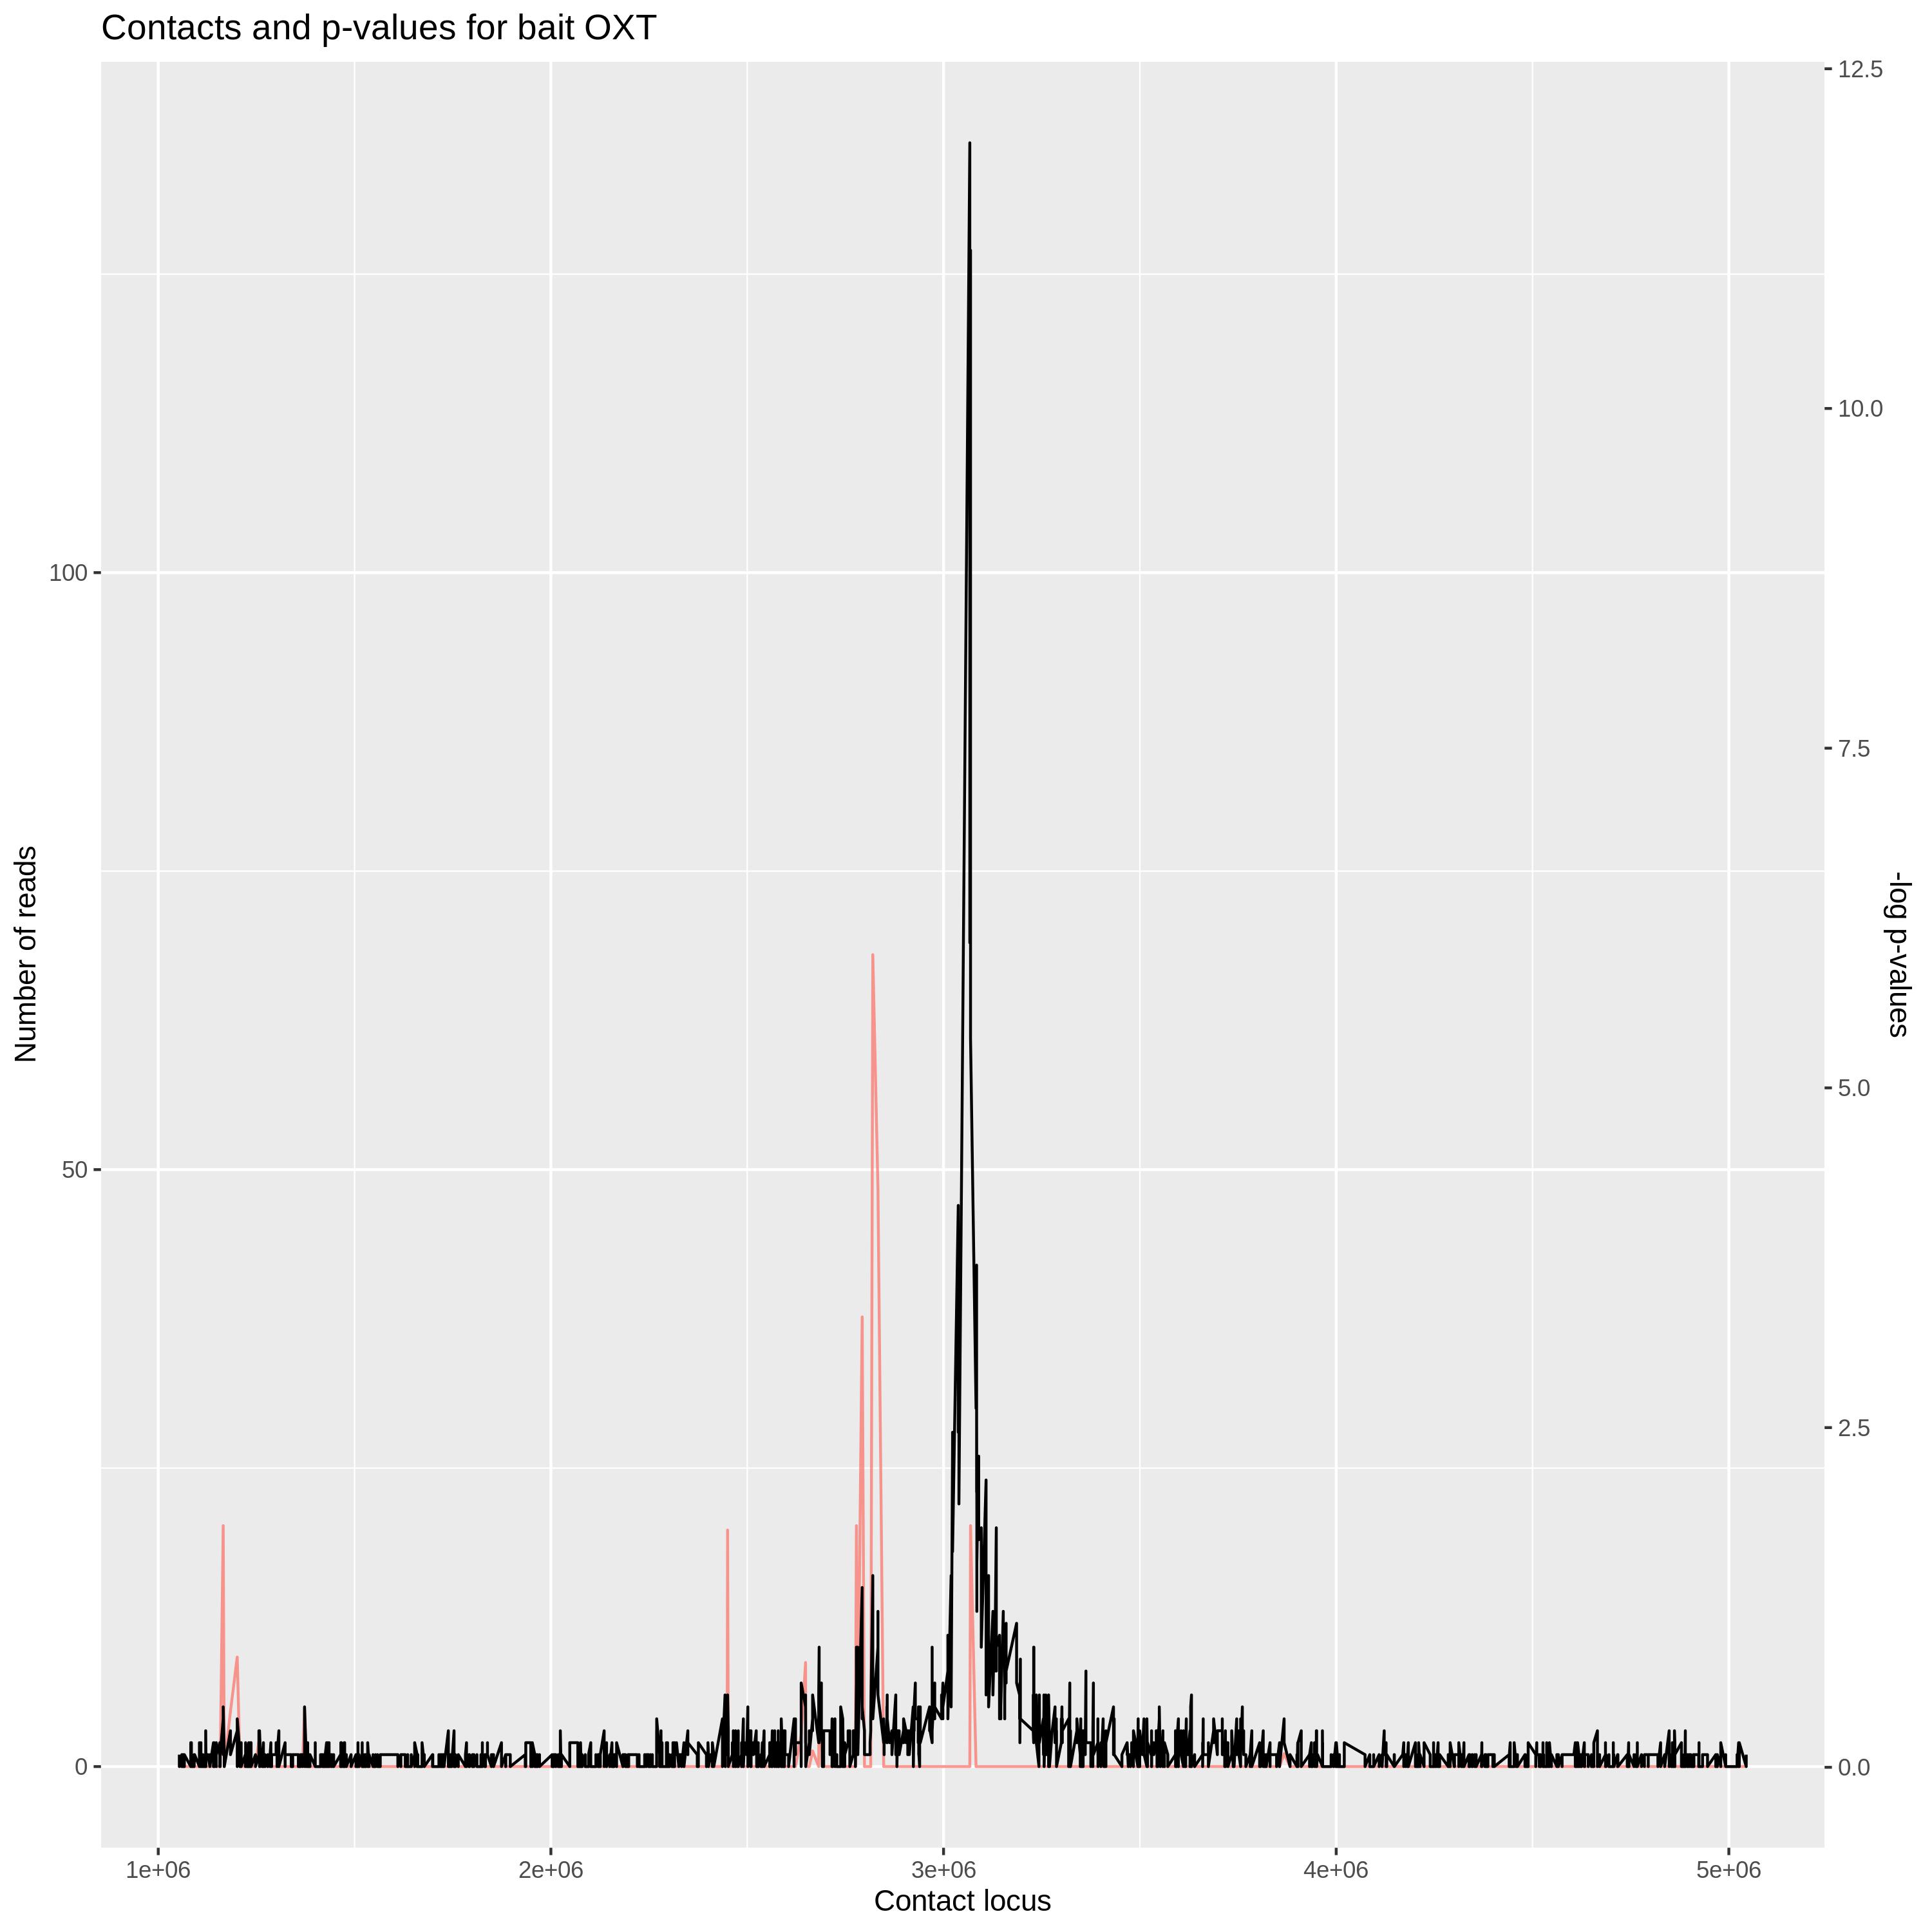 Contacts and p-values for bait OXT
12.5
10.0
100
7.5
Number of reads
-log p-values
5.0
50
2.5
0
0.0
1e+06
2e+06
3e+06
4e+06
5e+06
Contact locus